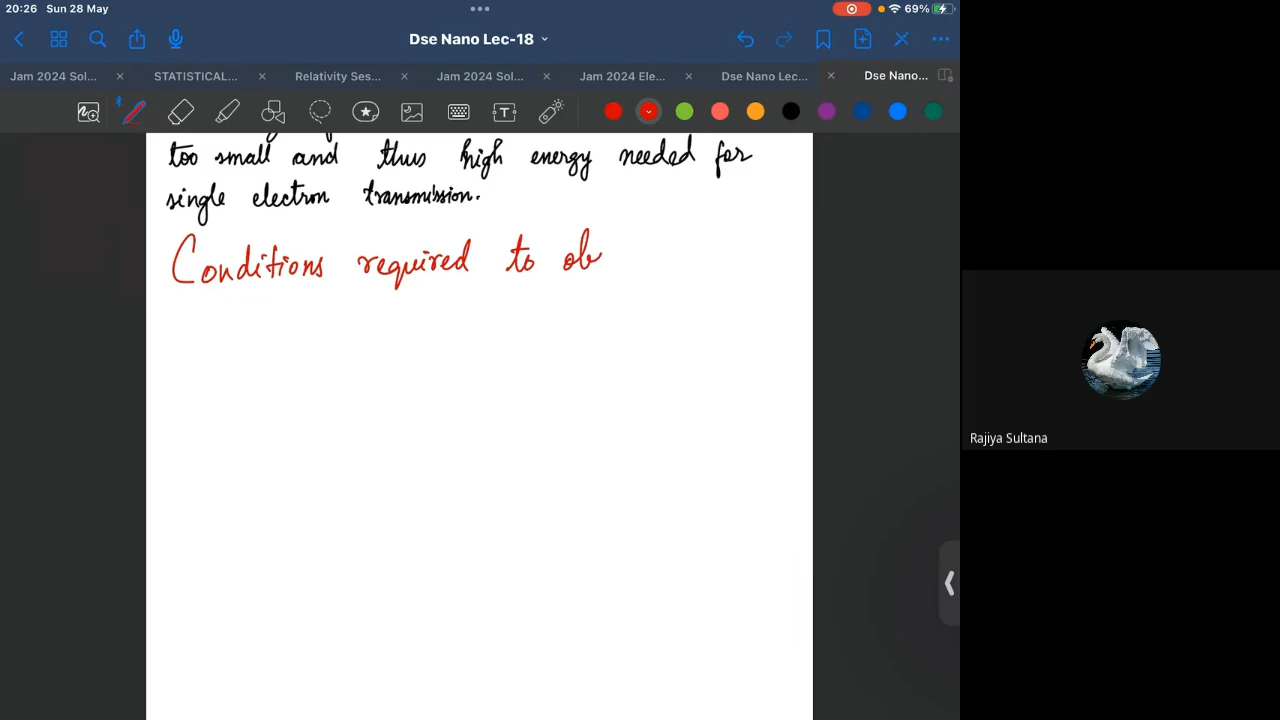 20:26 Sun 28 May
69%
Dse Nano Lec-18
Jam 2024 Sol...
STATISTICAL...
Relativity Ses...
Jam 2024 Sol...
Jam 2024 Ele...
Dse Nano Lec...
Dse Nano...
too small and thus high energy needed for
single electron transmission.
Conditions required to ob
Rajiya Sultana